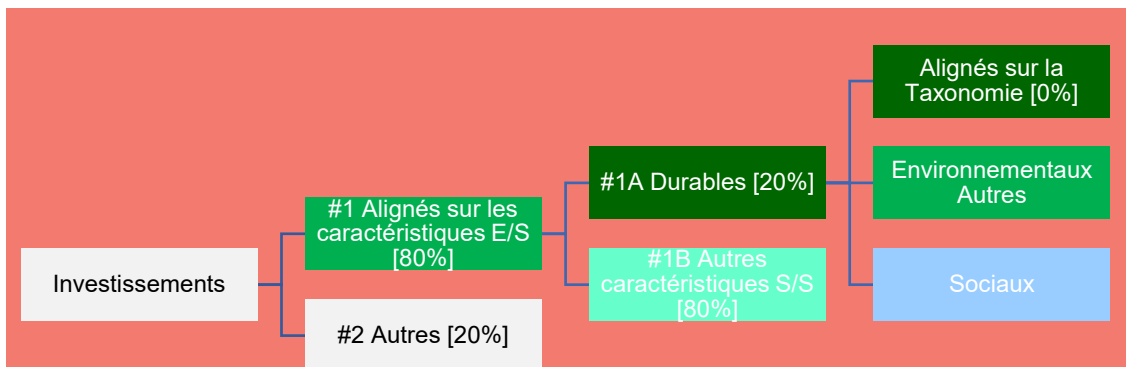 Investissements
#1 Alignés sur les
caractéristiques E/S
[80%]
#2 Autres [20%]
#1A Durables [20%]
#1B Autres
caractéristiques S/S
[80%]
Alignés sur la
Taxonomie [0%]
Environnementaux
Autres
Sociaux